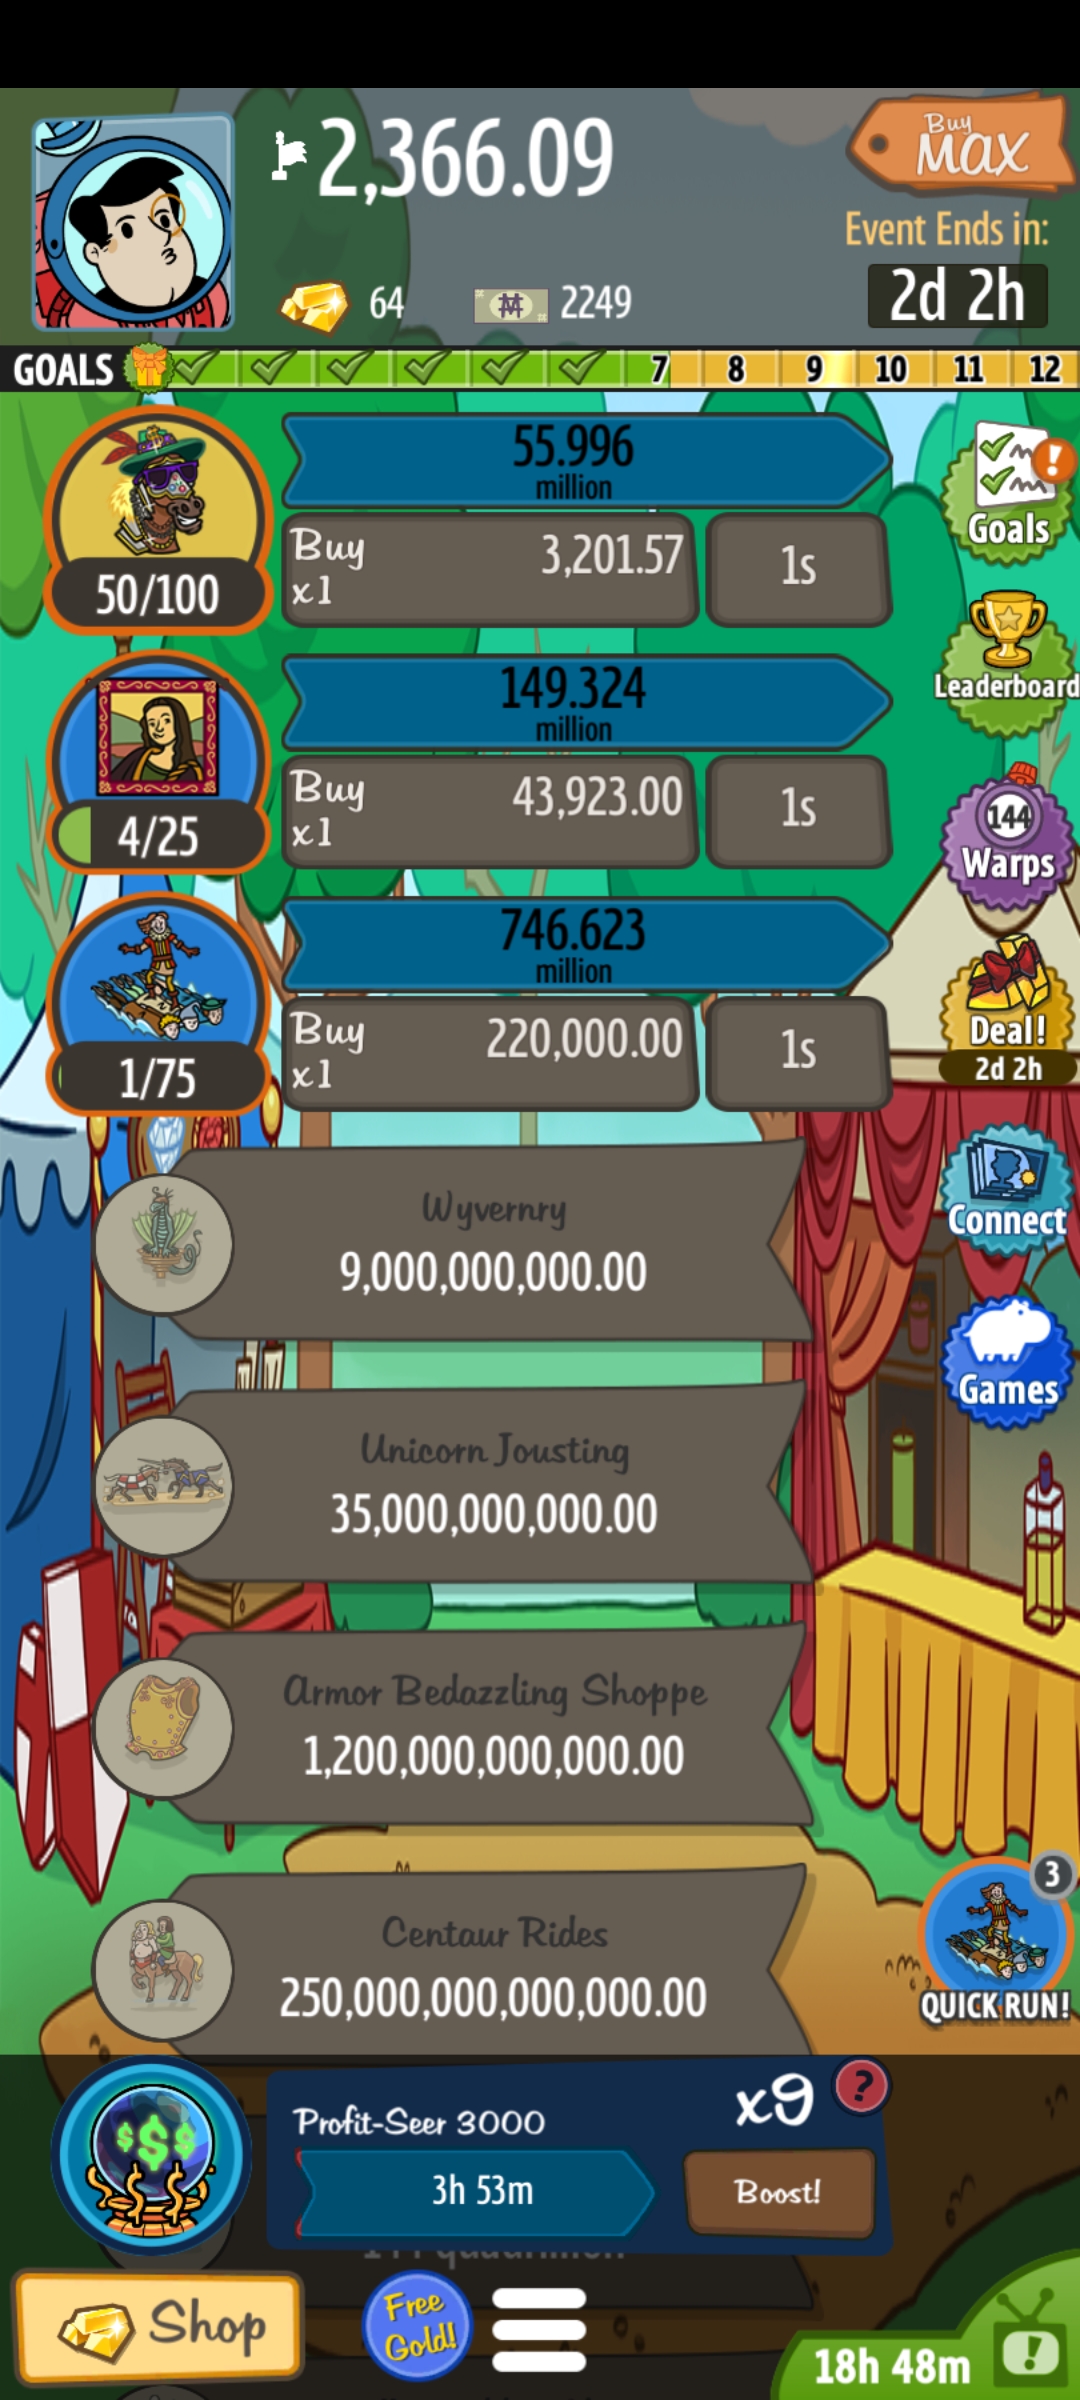 2,366.09
Buy
MAX
Event Ends in:
2d 2h
64
2249
GOALS
7
8
9
10
11
12
55.996
million
Buy
x1
3,201.57
1s
50/100
Goals
Leaderboard
149.324
million
Buy
x1
43,923.00
1s
4/25
144
Warps
746.623
million
Buy
x1
220,000.00
1s
1/75
Deal!
2d 2h
Wyvernry
9,000,000,000.00
Connect
Unicorn Jousting
35,000,000,000.00
Games
Armor Bedazzling Shoppe
1,200,000,000,000.00
Centaur Rides
250,000,000,000,000.00
3
QUICK RUN!
$$$
Profit-Seer 3000
x9
?
3h 53m
Boost!
Shop
Free
Gold!
18h 48m
!